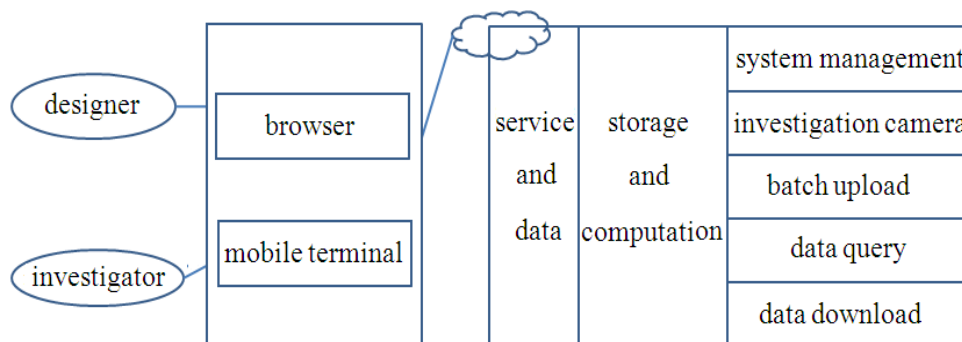 designer
investigator
browser
mobile terminal
service
and
data
storage
and
computation
system management
investigation camera
batch upload
data query
data download